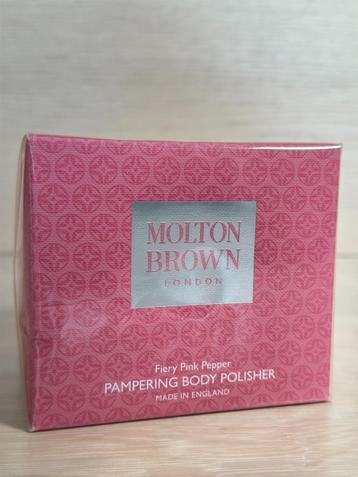 MOLTON
BROWN
LONDON
Fiery Pink Pepper
PAMPERING BODY POLISHER
MADE IN ENGLAND